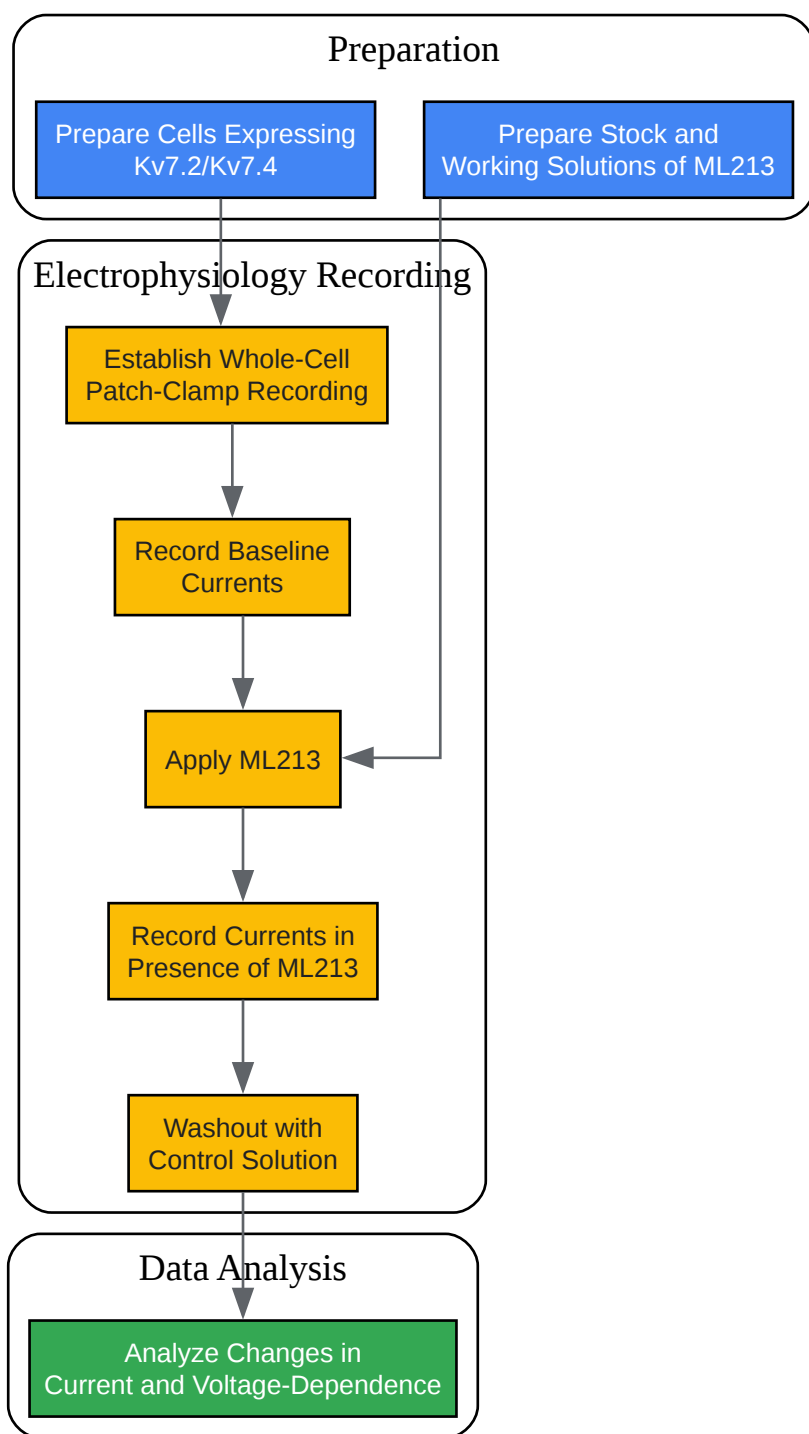 Preparation
Prepare Cells Expressing
Kv7.2/Kv7.4
Prepare Stock and
Working Solutions of ML213
Electrophysiology Recording
Establish Whole-Cell
Patch-Clamp Recording
Record Baseline
Currents
Apply ML213
Record Currents in
Presence of ML213
Washout with
Control Solution
Data Analysis
Analyze Changes in
Current and Voltage-Dependence